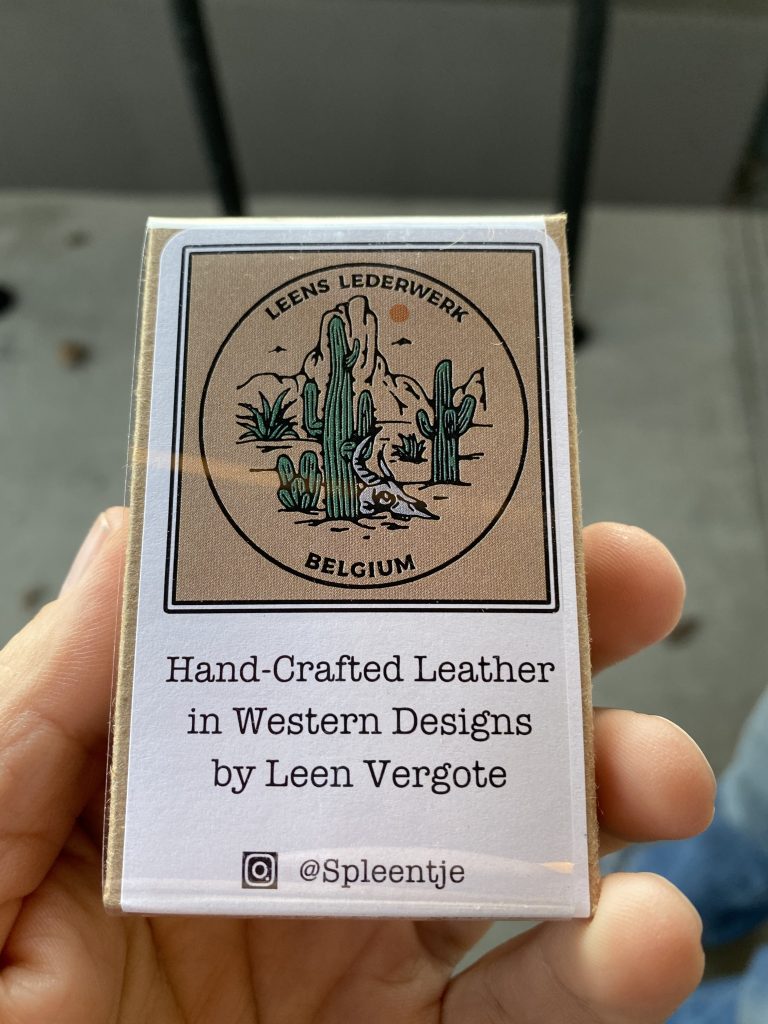 LEENS LEDERWERK
BELGIUM
Hand-Crafted Leather
in Western Designs
by Leen Vergote
@Spleentje